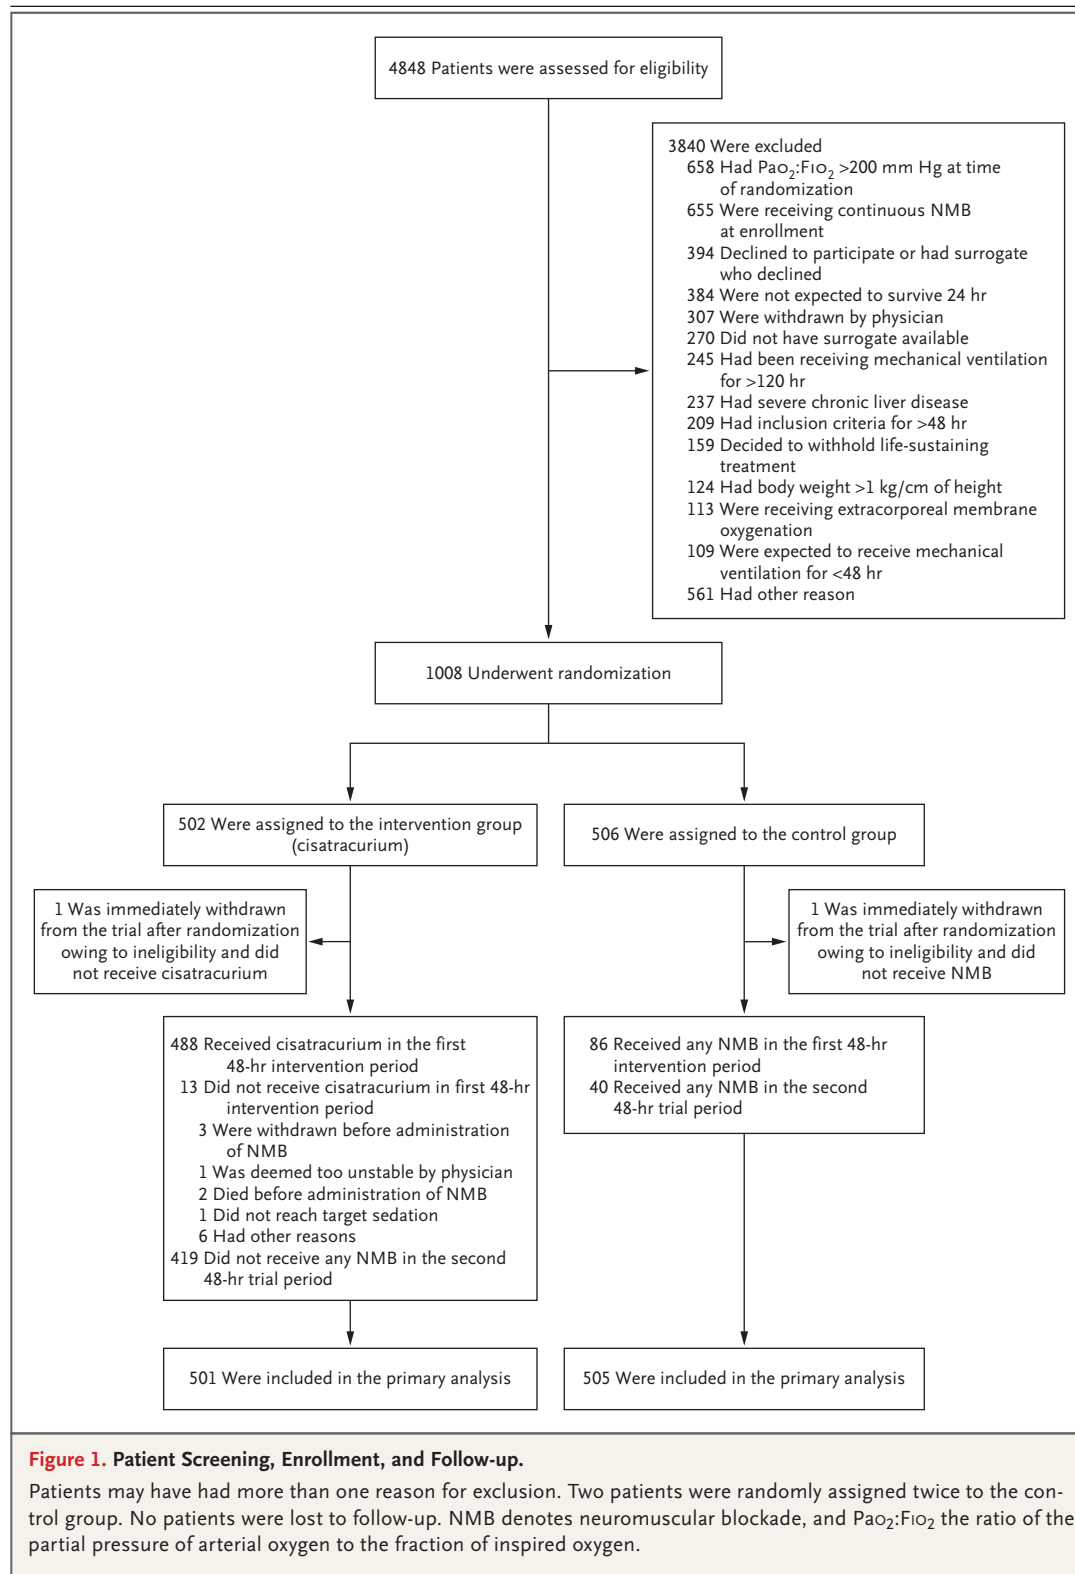 4848 Patients were assessed for eligibility
3840 Were excluded
658 Had PaO₂:FIO₂ >200 mm Hg at time
of randomization
655 Were receiving continuous NMB
at enrollment
394 Declined to participate or had surrogate
who declined
384 Were not expected to survive 24 hr
307 Were withdrawn by physician
270 Did not have surrogate available
245 Had been receiving mechanical ventilation
for >120 hr
237 Had severe chronic liver disease
209 Had inclusion criteria for >48 hr
159 Decided to withhold life-sustaining
treatment
124 Had body weight >1 kg/cm of height
113 Were receiving extracorporeal membrane
oxygenation
109 Were expected to receive mechanical
ventilation for <48 hr
561 Had other reason
1008 Underwent randomization
502 Were assigned to the intervention group
(cisatracurium)
506 Were assigned to the control group
1 Was immediately withdrawn
from the trial after randomization
owing to ineligibility and did
not receive cisatracurium
1 Was immediately withdrawn
from the trial after randomization
owing to ineligibility and did
not receive NMB
488 Received cisatracurium in the first
48-hr intervention period
13 Did not receive cisatracurium in first 48-hr
intervention period
3 Were withdrawn before administration
of NMB
1 Was deemed too unstable by physician
2 Died before administration of NMB
1 Did not reach target sedation
6 Had other reasons
419 Did not receive any NMB in the second
48-hr trial period
86 Received any NMB in the first 48-hr
intervention period
40 Received any NMB in the second
48-hr trial period
501 Were included in the primary analysis
505 Were included in the primary analysis
Figure 1. Patient Screening, Enrollment, and Follow-up.
Patients may have had more than one reason for exclusion. Two patients were randomly assigned twice to the con-
trol group. No patients were lost to follow-up. NMB denotes neuromuscular blockade, and PaO₂:FIO₂ the ratio of the
partial pressure of arterial oxygen to the fraction of inspired oxygen.